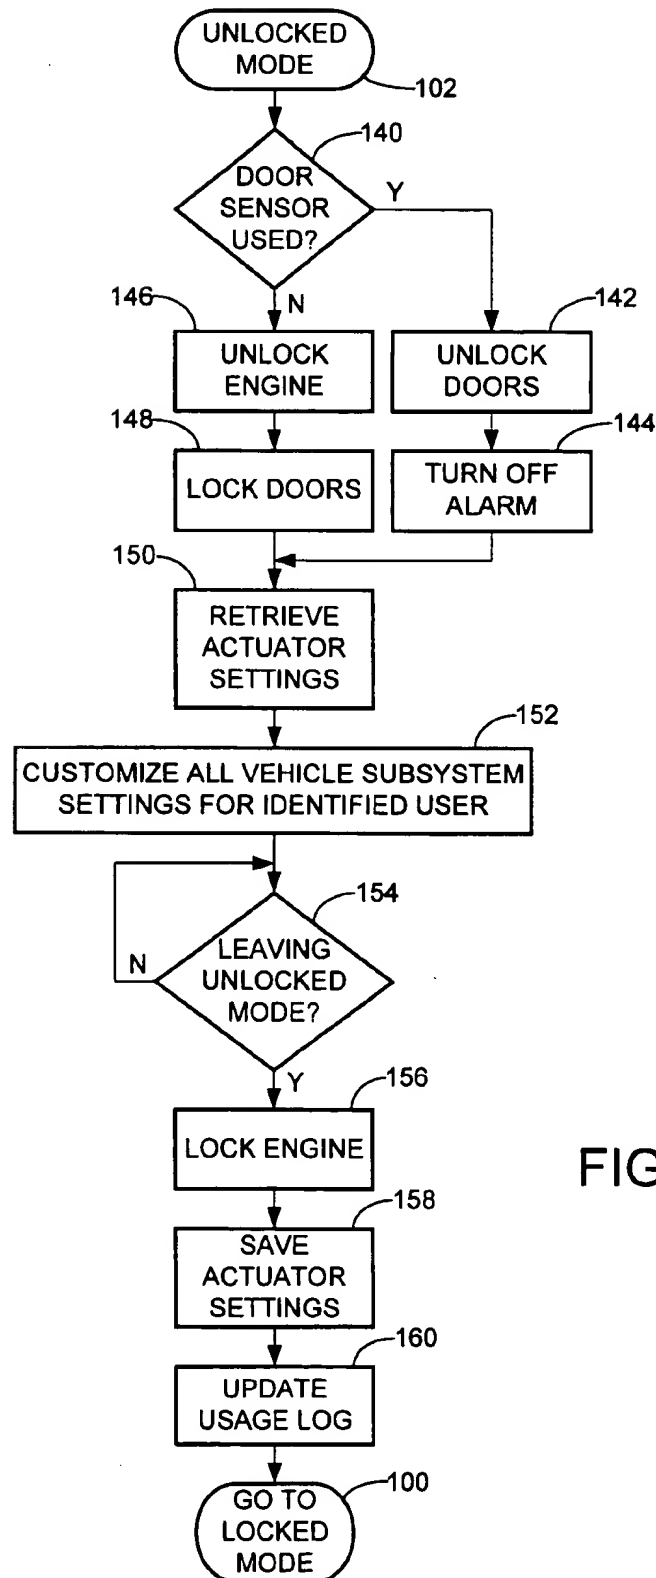 UNLOCKED
MODE
102
140
DOOR
SENSOR
USED?
Y
N
146
UNLOCK
ENGINE
142
UNLOCK
DOORS
148
LOCK DOORS
144
TURN OFF
ALARM
150
RETRIEVE
ACTUATOR
SETTINGS
152
CUSTOMIZE ALL VEHICLE SUBSYSTEM
SETTINGS FOR IDENTIFIED USER
154
LEAVING
UNLOCKED
MODE?
N
Y
156
LOCK ENGINE
FIG
158
SAVE
ACTUATOR
SETTINGS
160
UPDATE
USAGE LOG
100
GO TO
LOCKED
MODE